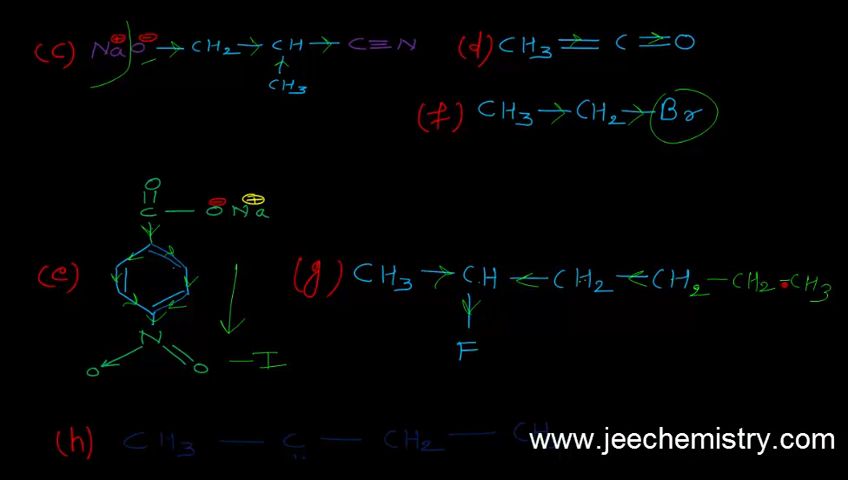 (c) Na⊕ O⊖ → CH2 → CH → C≡N
CH3
(d) CH3 = C = O
(f) CH3 → CH2 → Br
O
C — O⊖ Na⊕
(e)
N
O O
— I
(g) CH3 → CH ← CH2 ← CH2 — CH2 - CH3
F
(h) CH3 — C — CH2 — CH
www.jeechemistry.com